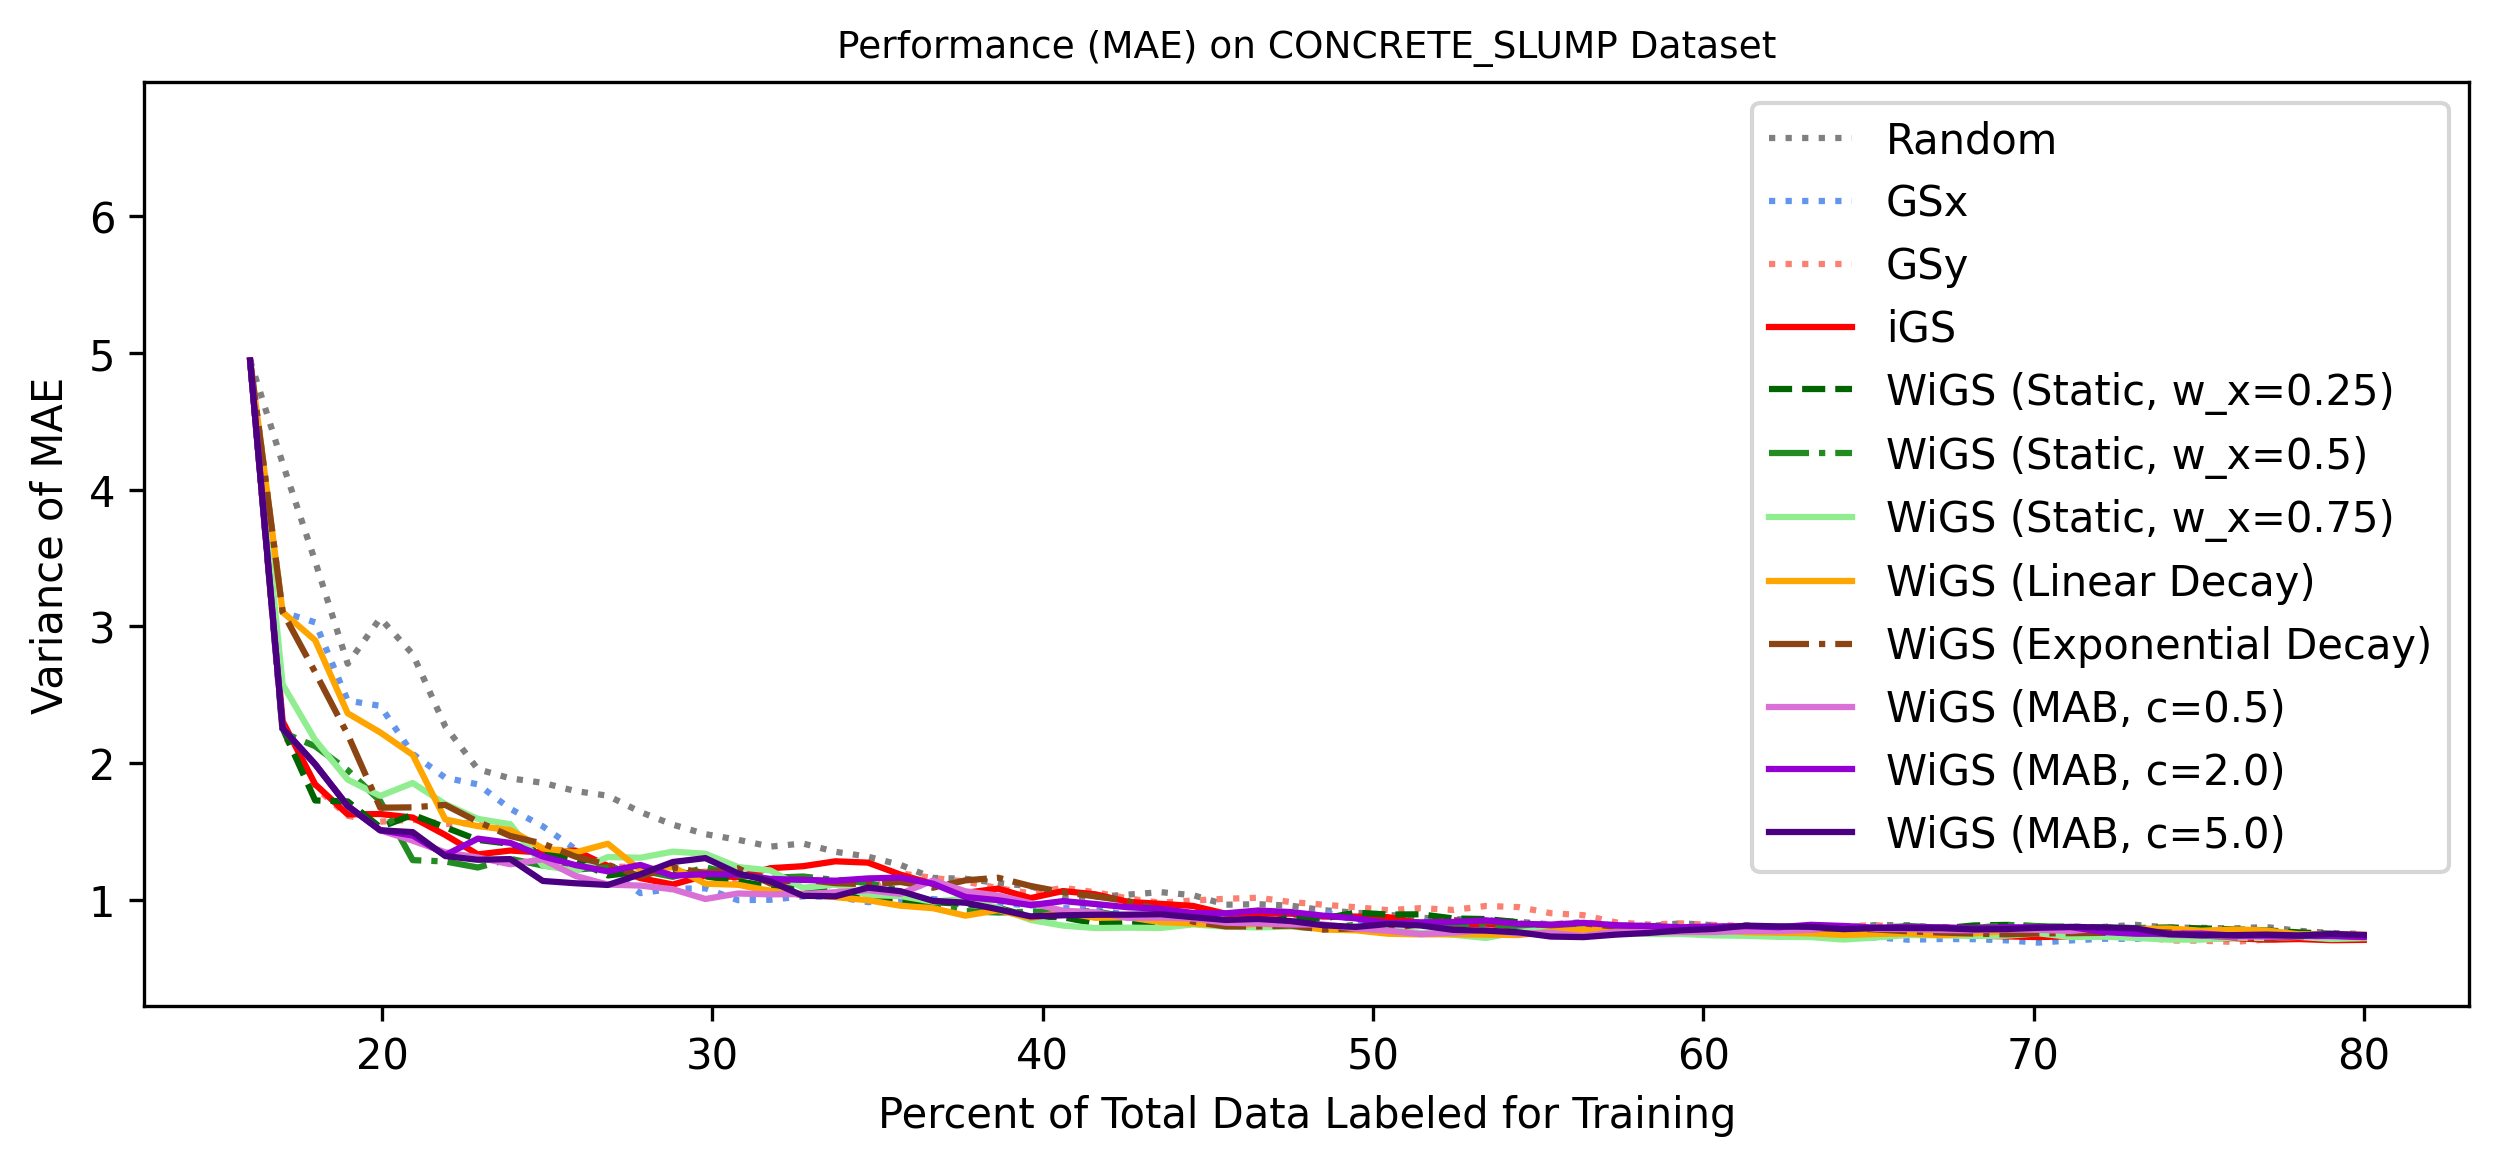 Performance (MAE) on CONCRETE_SLUMP Dataset
Variance of MAE
6
5
4
3
2
1
20 30 40 50 60 70 80
Percent of Total Data Labeled for Training
Random
GSx
GSy
iGS
WiGS (Static, w_x=0.25)
WiGS (Static, w_x=0.5)
WiGS (Static, w_x=0.75)
WiGS (Linear Decay)
WiGS (Exponential Decay)
WiGS (MAB, c=0.5)
WiGS (MAB, c=2.0)
WiGS (MAB, c=5.0)